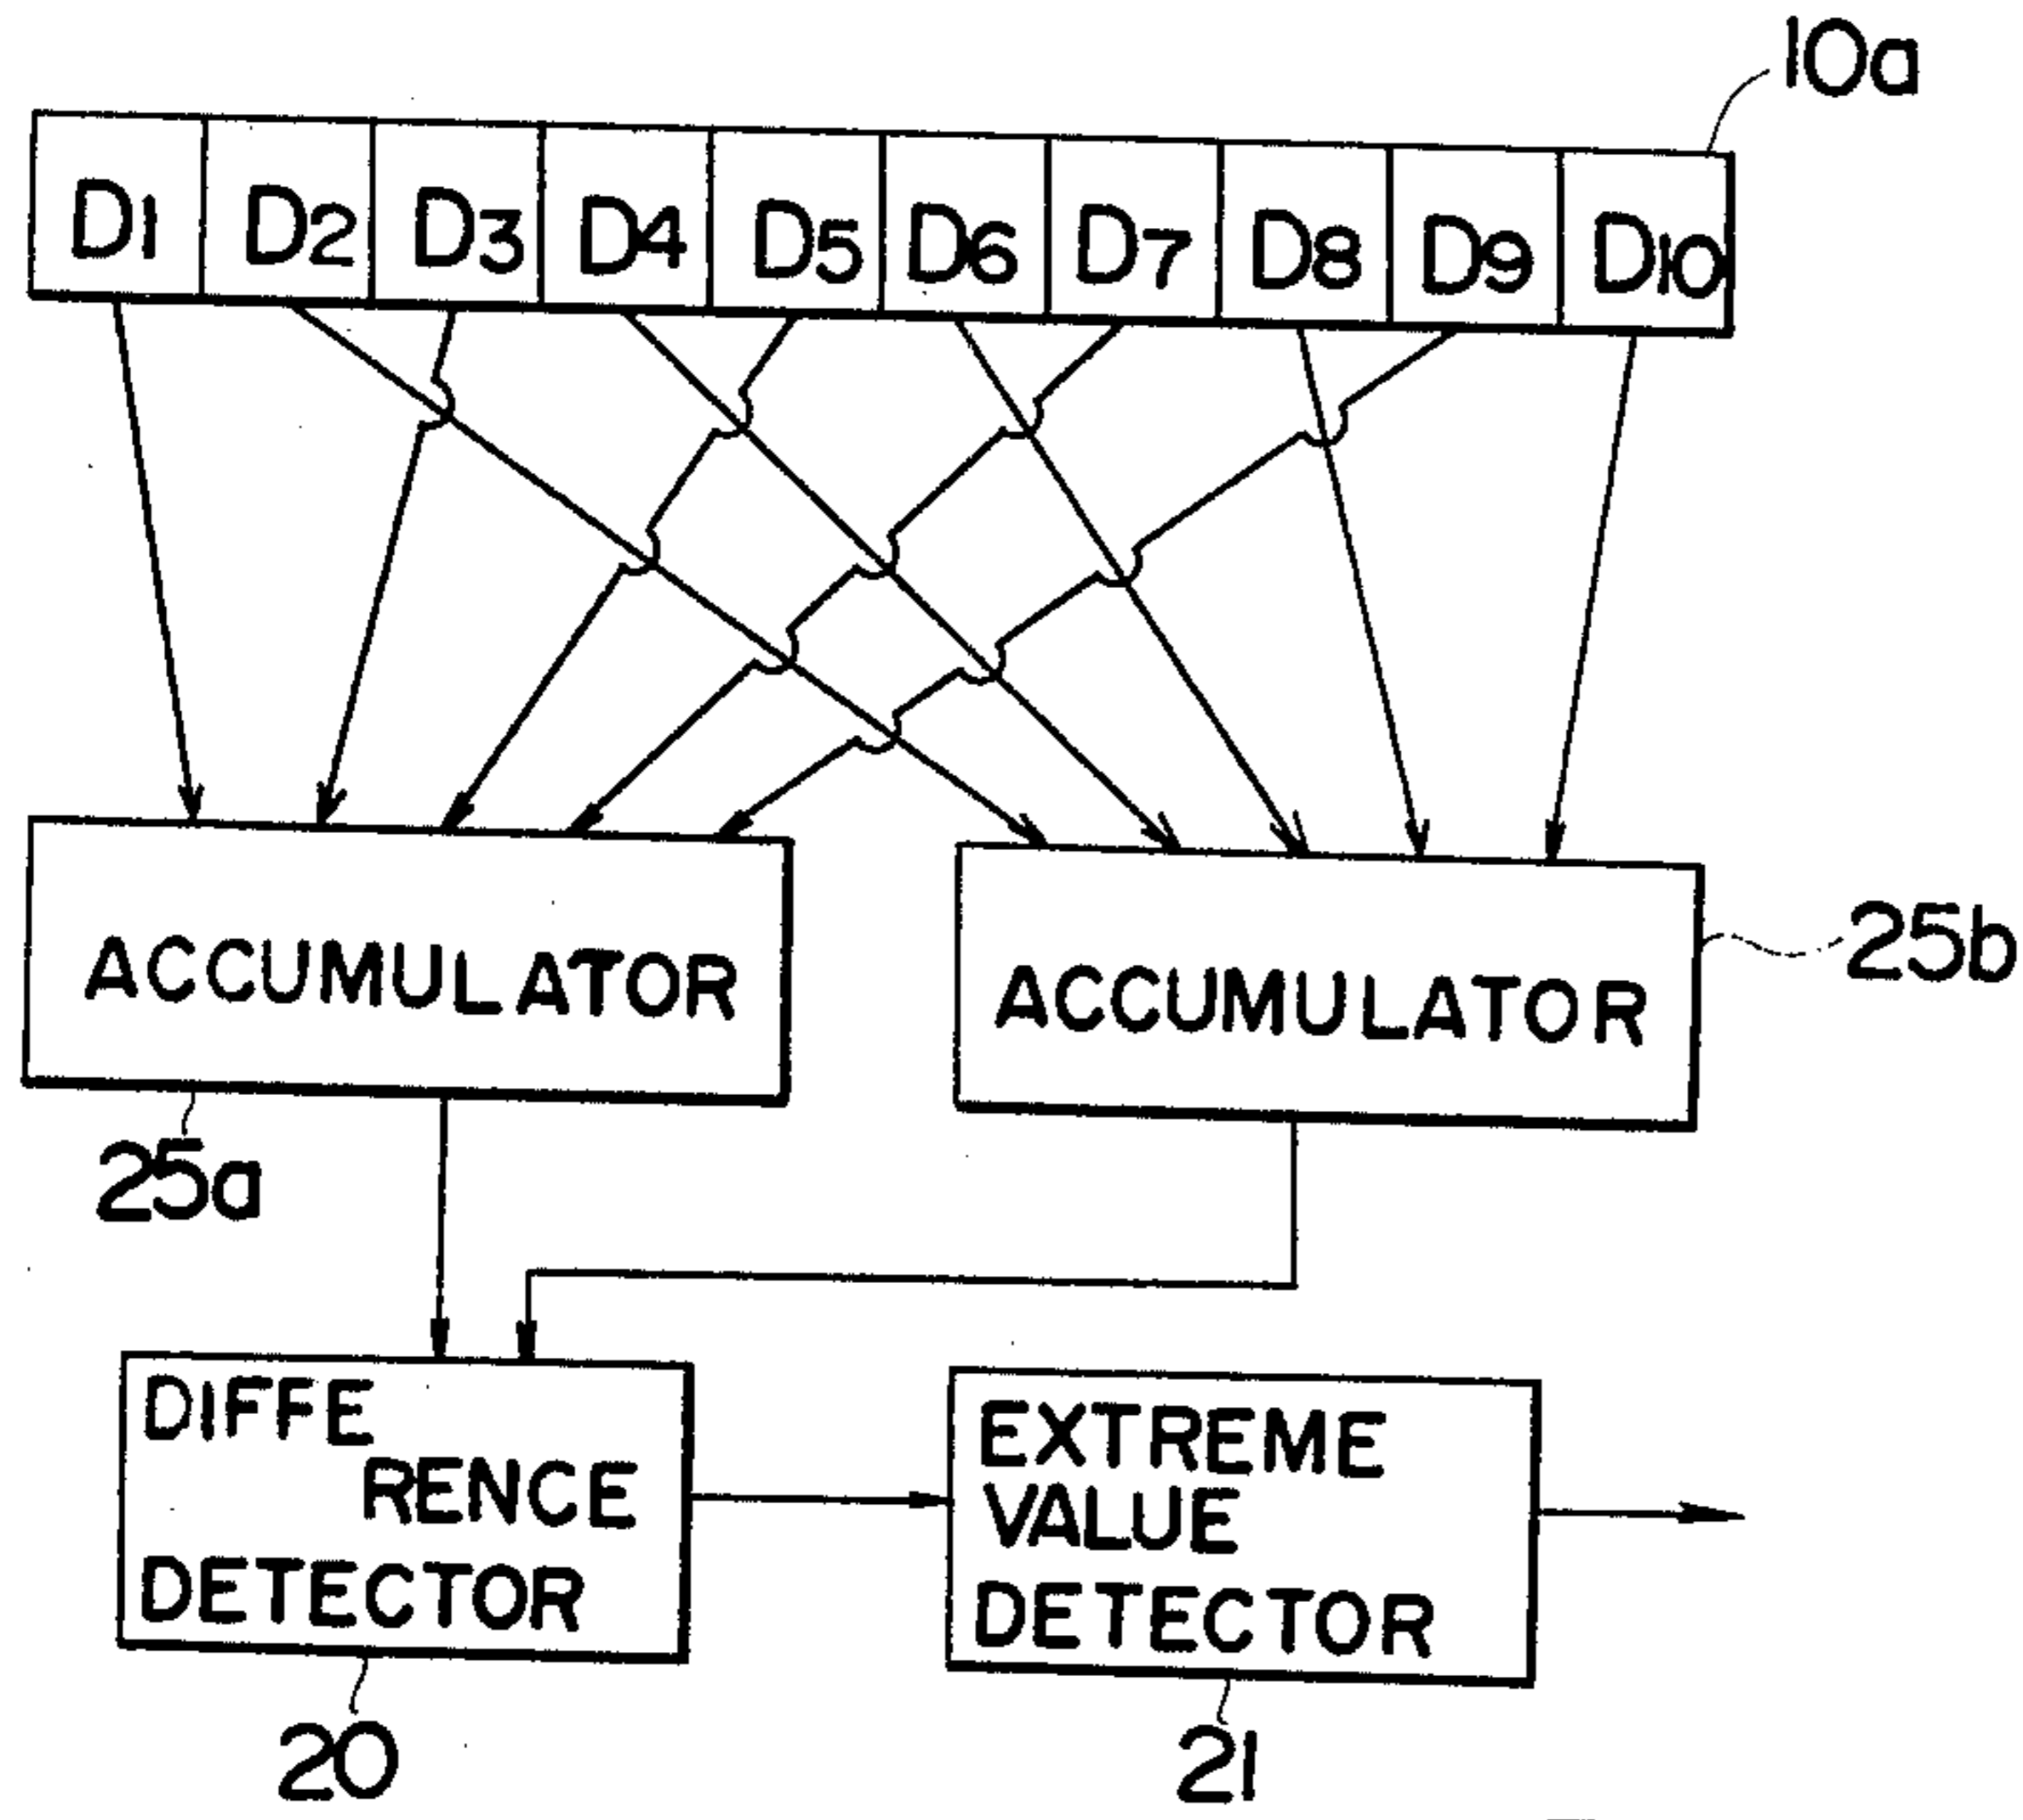 10a
D1 D2 D3 D4 D5 D6 D7 D8 D9 D10
ACCUMULATOR
ACCUMULATOR
25b
25a
DIFFE
RENCE
DETECTOR
EXTREME
VALUE
DETECTOR
20
21